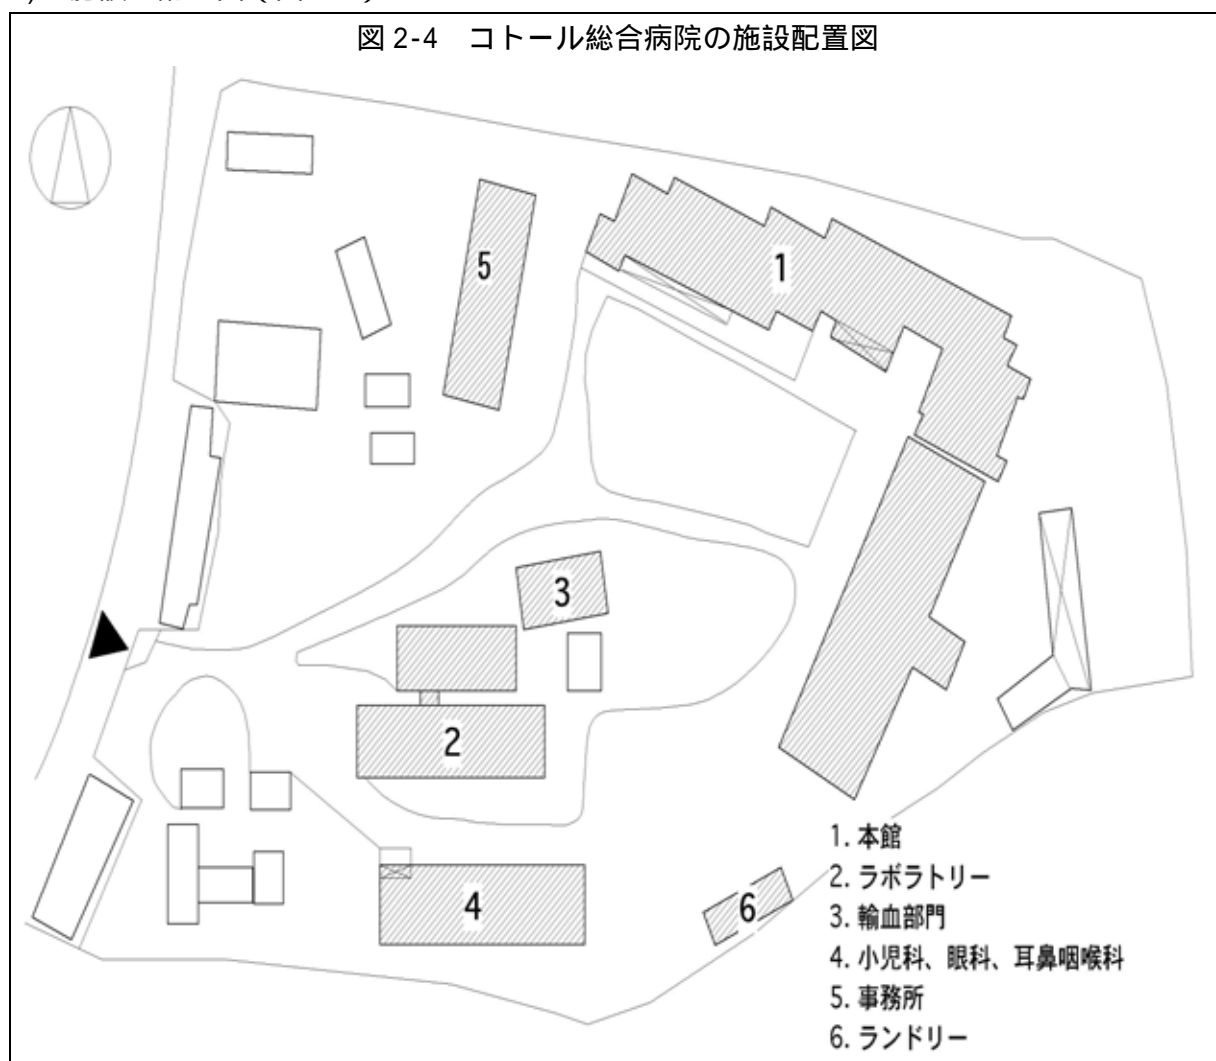 図 2-4 コトール総合病院の施設配置図
1
5
3
2
4
6
1. 本館
2. ラボラトリー
3. 輸血部門
4. 小児科、眼科、耳鼻咽喉科
5. 事務所
6. ランドリー